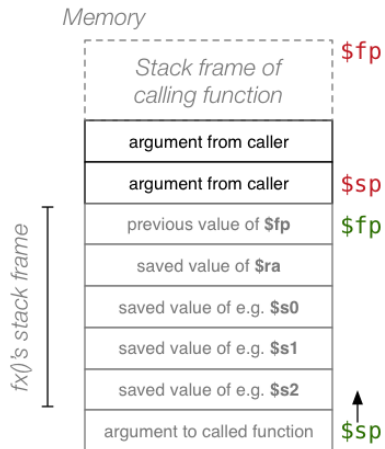 Memory
Stack frame of
calling function
$fp
argument from caller
argument from caller
$sp
fx()'s stack frame
previous value of $fp
$fp
saved value of $ra
saved value of e.g. $s0
saved value of e.g. $s1
saved value of e.g. $s2
argument to called function
$sp